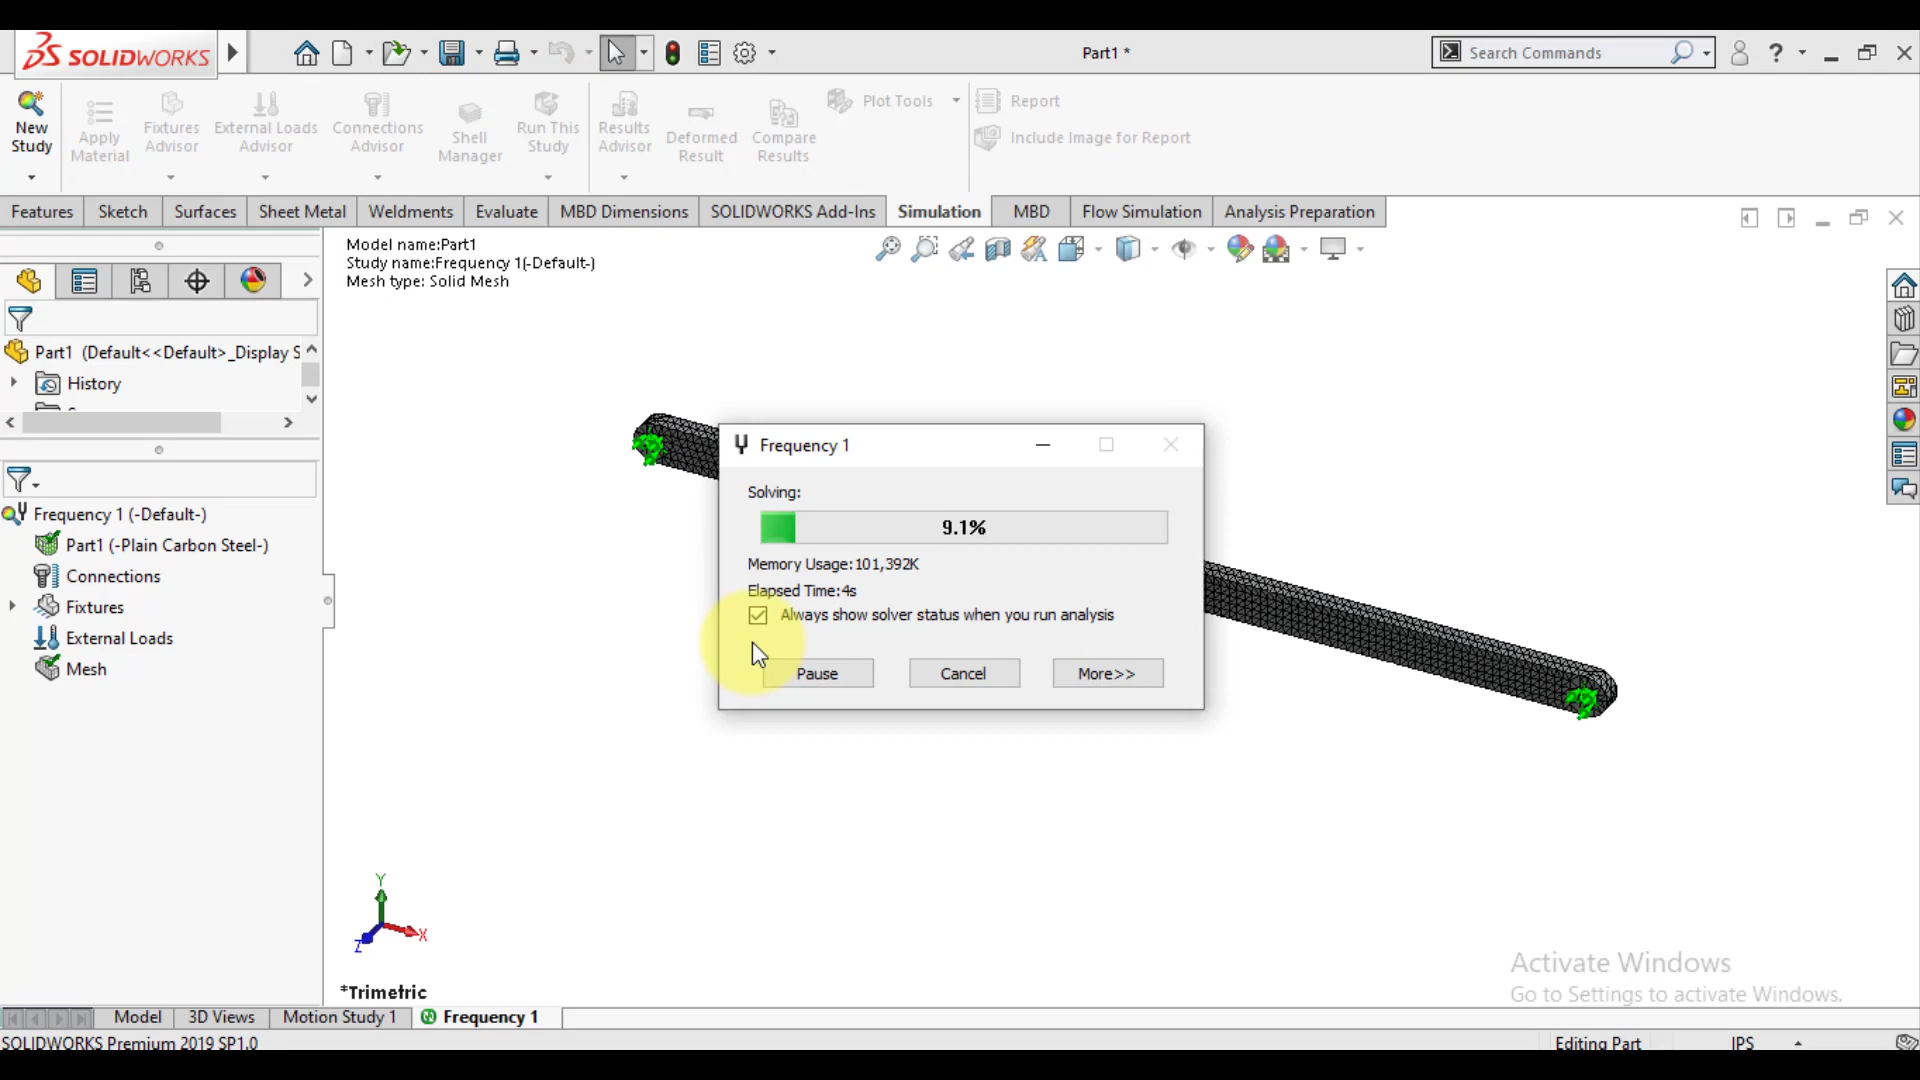 SOLIDWORKS
Part1 *
Search Commands
New Study
Apply Material
Fixtures Advisor
External Loads Advisor
Connections Advisor
Shell Manager
Run This Study
Results Advisor
Deformed Result
Compare Results
Plot Tools
Report
Include Image for Report
Features
Sketch
Surfaces
Sheet Metal
Weldments
Evaluate
MBD Dimensions
SOLIDWORKS Add-Ins
Simulation
MBD
Flow Simulation
Analysis Preparation
Model name:Part1
Study name:Frequency 1(-Default-)
Mesh type: Solid Mesh
Part1 (Default<<Default>_Display S
History
Frequency 1 (-Default-)
Part1 (-Plain Carbon Steel-)
Connections
Fixtures
External Loads
Mesh
Frequency 1
Solving:
9.1%
Memory Usage:101,392K
Elapsed Time:4s
Always show solver status when you run analysis
Pause
Cancel
More>>
Y
X
Z
*Trimetric
Activate Windows
Go to Settings to activate Windows.
Model
3D Views
Motion Study 1
Frequency 1
SOLIDWORKS Premium 2019 SP1.0
Editing Part
IPS